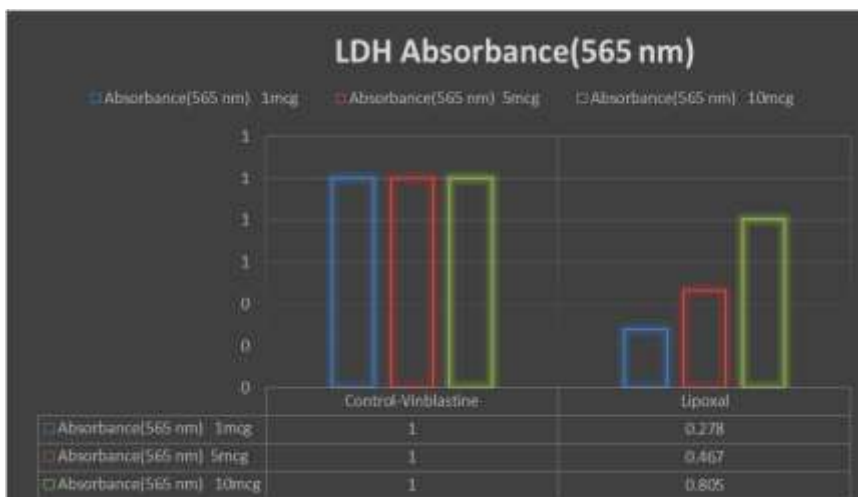 LDH Absorbance(565 nm)
Absorbance(565 nm) 1mcg Absorbance(565 nm) 5mcg Absorbance(565 nm) 10mcg
1
1
1
1
0
0
0
Control-Vinblastine Lipoxal
Absorbance(565 nm) 1mcg 1 0.278
Absorbance(565 nm) 5mcg 1 0.467
Absorbance(565 nm) 10mcg 1 0.805